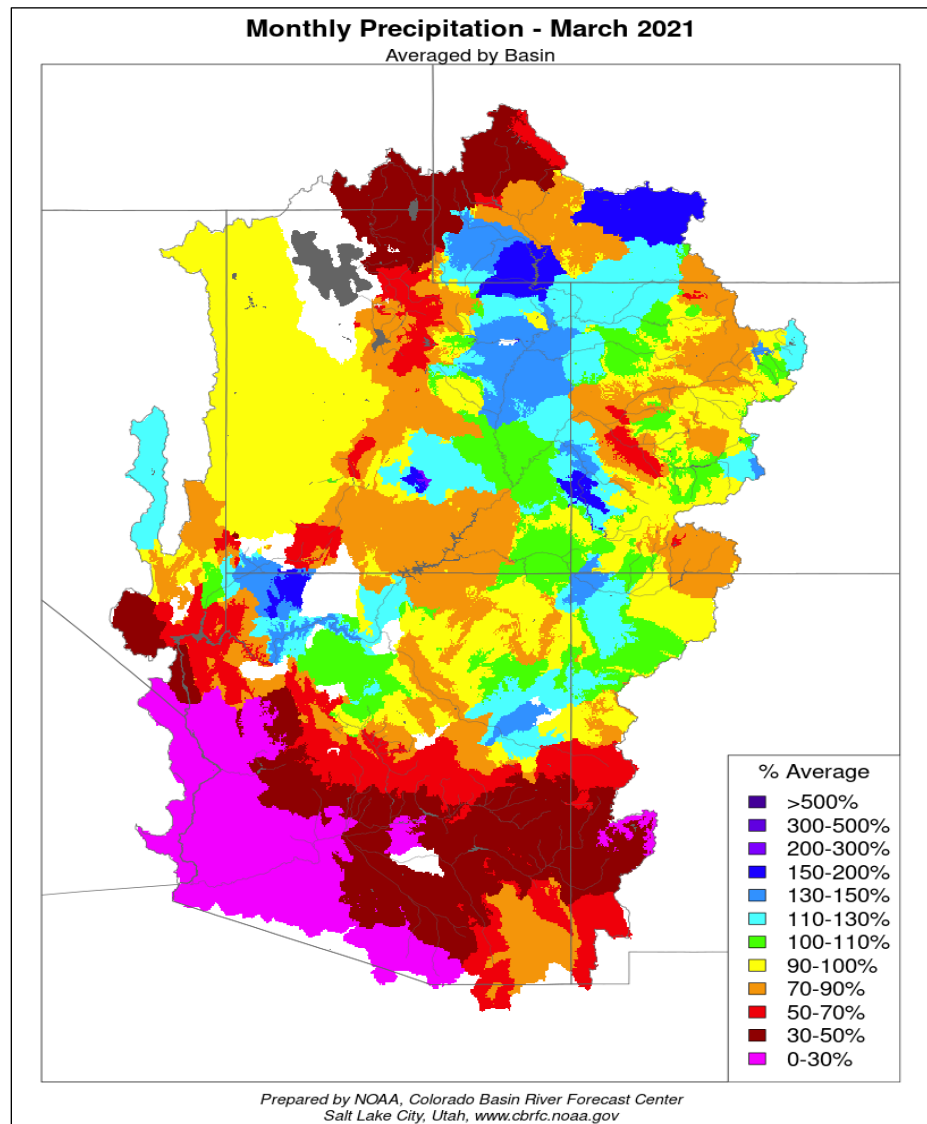 Monthly Precipitation - March 2021
Averaged by Basin
% Average
>500%
300-500%
200-300%
150-200%
130-150%
110-130%
100-110%
90-100%
70-90%
50-70%
30-50%
0-30%
Prepared by NOAA, Colorado Basin River Forecast Center
Salt Lake City, Utah, www.cbrfc.noaa.gov